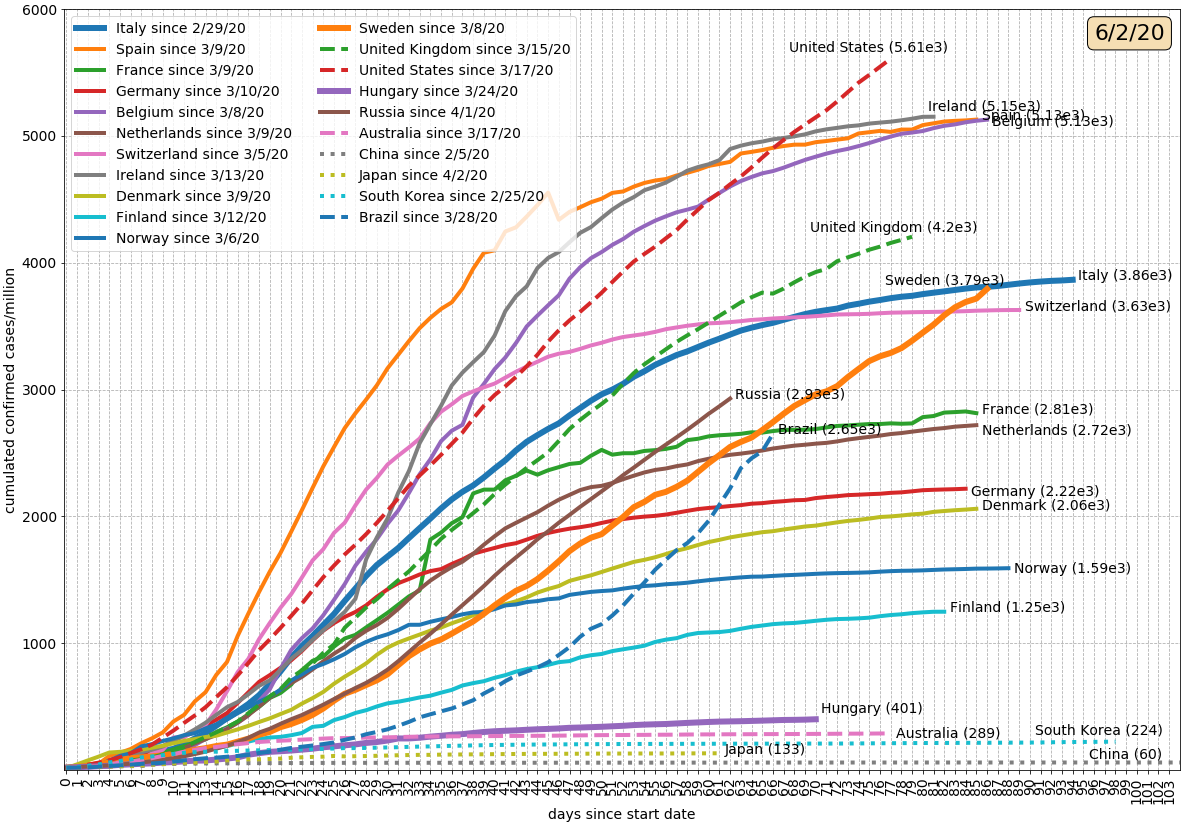 6000
5000
4000
3000
2000
1000
cumulated confirmed cases/million
Italy since 2/29/20
Spain since 3/9/20
France since 3/9/20
Germany since 3/10/20
Belgium since 3/8/20
Netherlands since 3/9/20
Switzerland since 3/5/20
Ireland since 3/13/20
Denmark since 3/9/20
Finland since 3/12/20
Norway since 3/6/20
Sweden since 3/8/20
United Kingdom since 3/15/20
United States since 3/17/20
Hungary since 3/24/20
Russia since 4/1/20
Australia since 3/17/20
China since 2/5/20
Japan since 4/2/20
South Korea since 2/25/20
Brazil since 3/28/20
6/2/20
United States (5.61e3)
Ireland (5.15e3)
Spain (5.13e3)
Belgium (5.13e3)
United Kingdom (4.2e3)
Sweden (3.79e3)
Italy (3.86e3)
Switzerland (3.63e3)
Russia (2.93e3)
France (2.81e3)
Brazil (2.65e3)
Netherlands (2.72e3)
Germany (2.22e3)
Denmark (2.06e3)
Norway (1.59e3)
Finland (1.25e3)
Hungary (401)
Australia (289)
South Korea (224)
Japan (133)
China (60)
0 1 2 3 4 5 6 7 8 9 10 11 12 13 14 15 16 17 18 19 20 21 22 23 24 25 26 27 28 29 30 31 32 33 34 35 36 37 38 39 40 41 42 43 44 45 46 47 48 49 50 51 52 53 54 55 56 57 58 59 60 61 62 63 64 65 66 67 68 69 70 71 72 73 74 75 76 77 78 79 80 81 82 83 84 85 86 87 88 89 90 91 92 93 94 95 96 97 98 99 100 101 102 103
days since start date